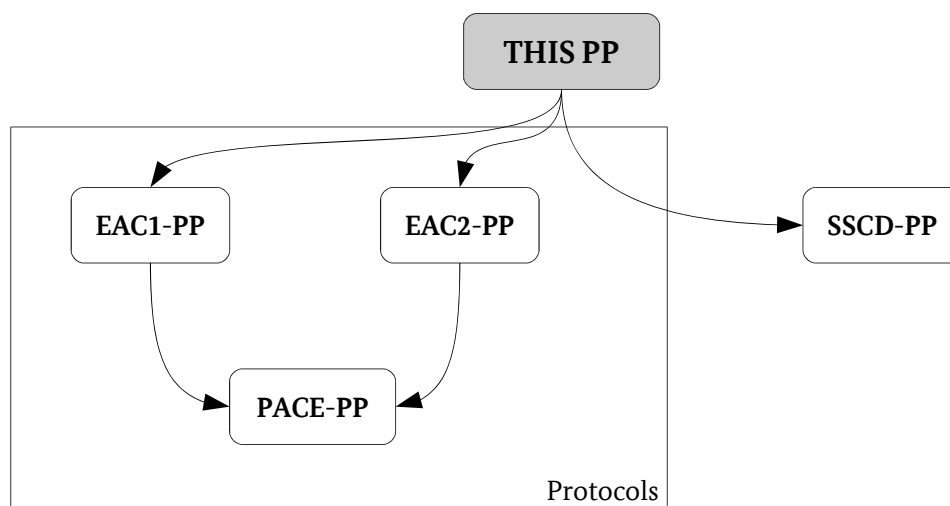 THIS PP
EAC1-PP
EAC2-PP
SSCD-PP
PACE-PP
Protocols